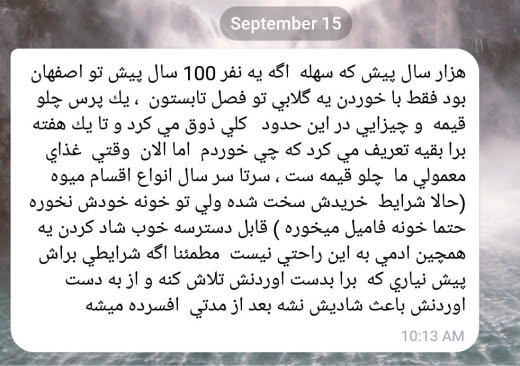 September 15
هزار سال پيش كه سهله  اگه يه نفر 100 سال پيش تو اصفهان
بود فقط با خوردن يه گلابي تو فصل تابستون  ، يك پرس چلو
قيمه  و چيزايي در اين حدود   كلي ذوق مي كرد و تا يك هفته
برا بقيه تعريف مي كرد كه چي خوردم  اما الان  وقتي  غذاي
معمولي ما  چلو قيمه ست ، سرتا سر سال انواع اقسام ميوه
(حالا شرايط  خريدش سخت شده ولي تو خونه خودش نخوره
حتما خونه فاميل ميخوره ) قابل دسترسه خوب شاد كردن يه
همچين ادمي به اين راحتي نيست  مطمئنا اگه شرايطي براش
پيش نياري كه  برا بدست اوردنش تلاش كنه و از به دست
اوردنش باعث شاديش نشه بعد از مدتي  افسرده ميشه
10:13 AM